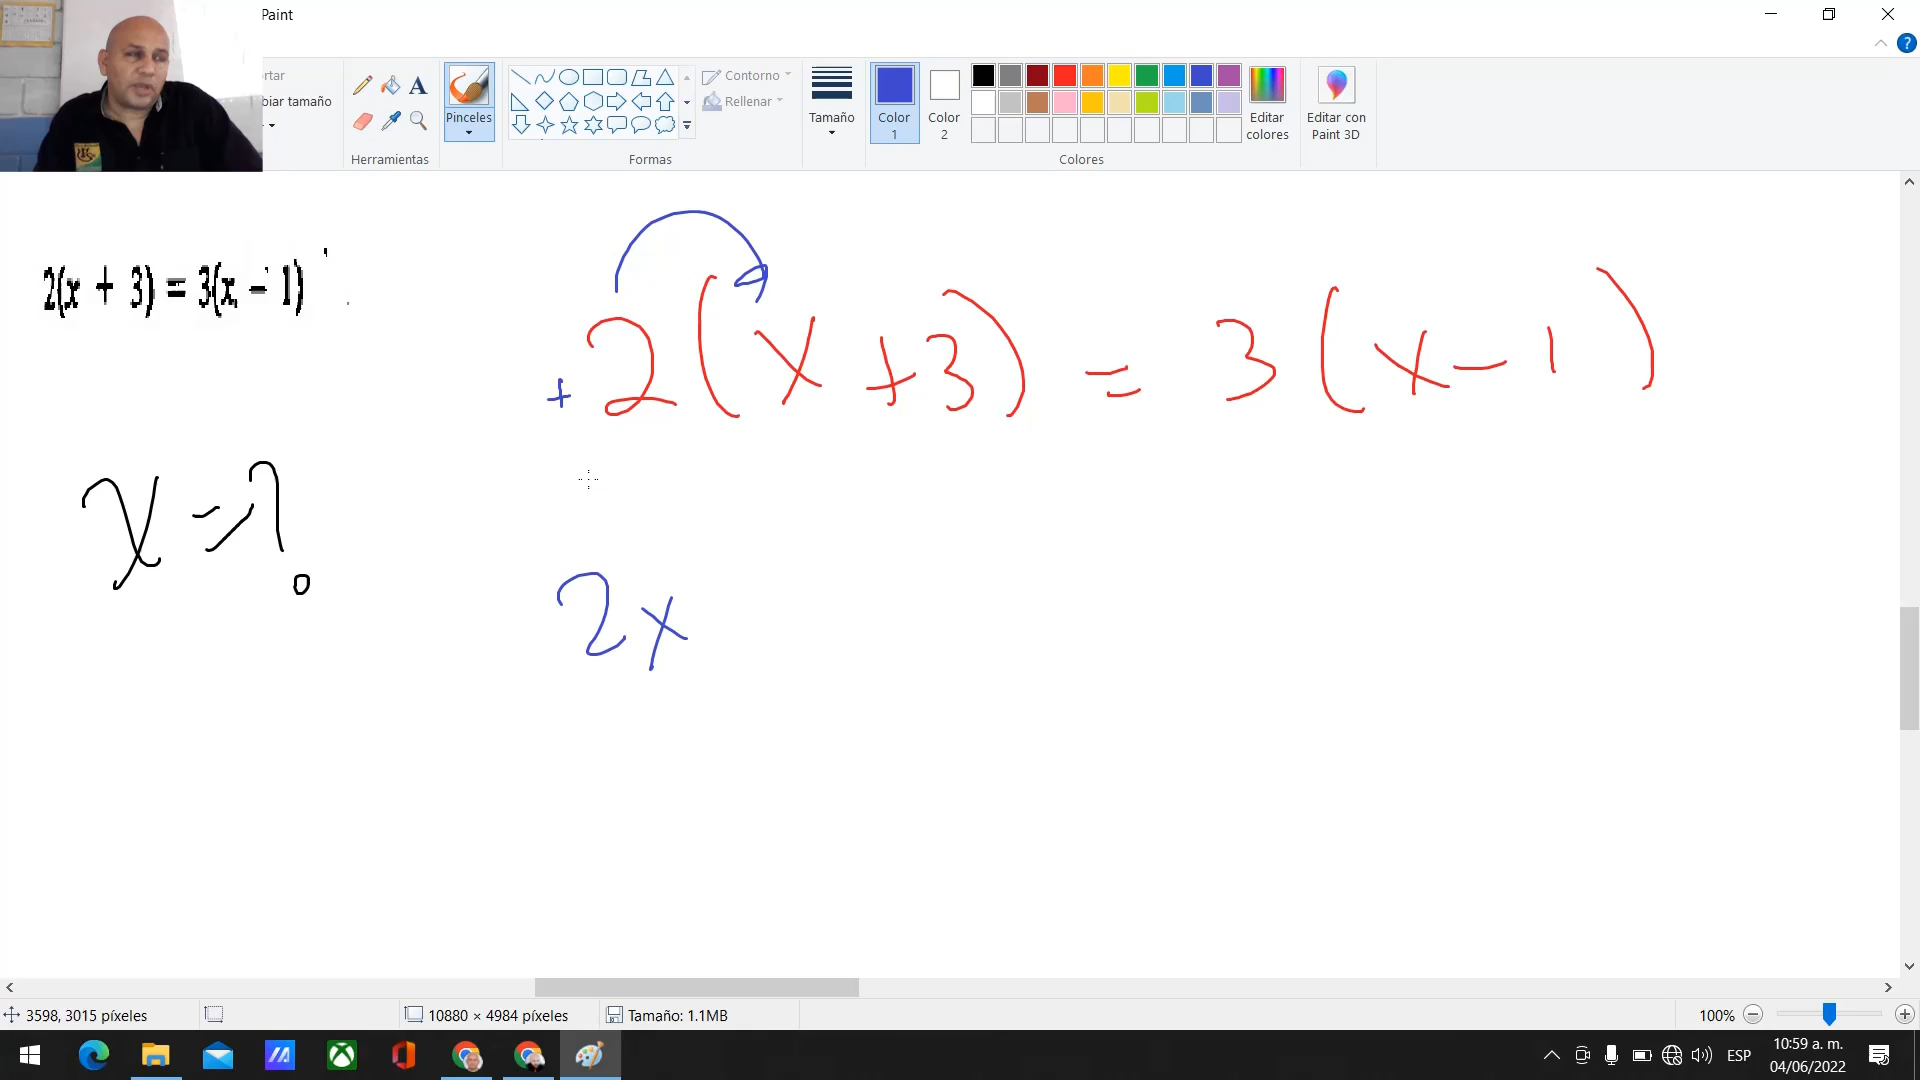 Paint
ortar
biar tamaño
Herramientas
Pinceles
Formas
Contorno
Rellenar
Tamaño
Color 1
Color 2
Colores
Editar colores
Editar con Paint 3D
2(x + 3) = 3(x - 1)
+ 2(x + 3) = 3(x - 1)
x = ?
2x
3598, 3015 píxeles
10880 × 4984 píxeles
Tamaño: 1.1MB
100%
ESP
10:59 a. m.
04/06/2022